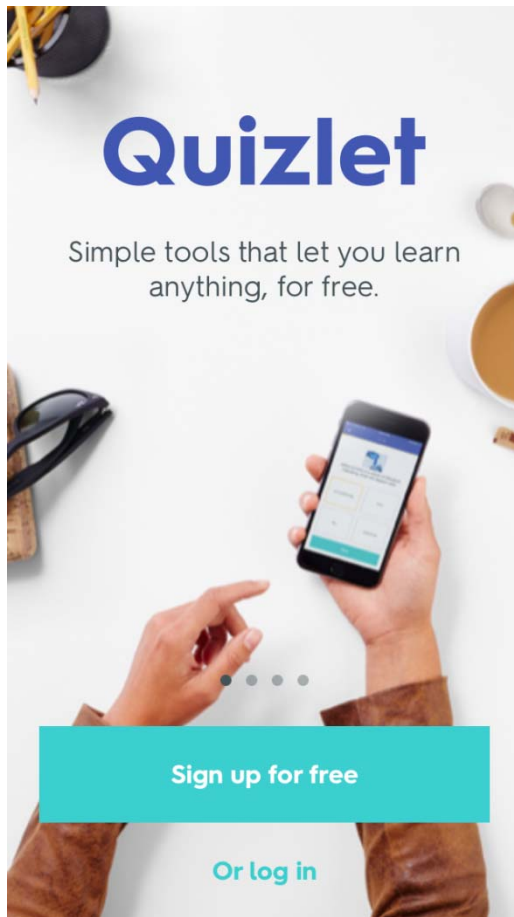 Quizlet
Simple tools that let you learn
anything, for free.
Sign up for free
Or log in